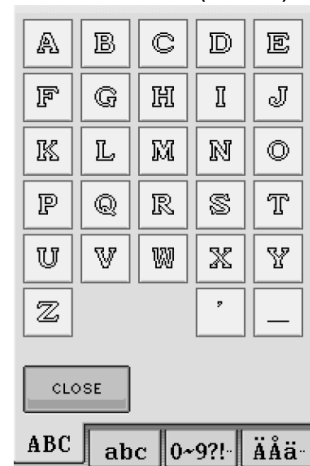 A B C D E
F G H I J
K L M N O
P Q R S T
U V W X Y
Z ’ _
CLOSE
ABC abc 0~9?!·· ÄÅä··